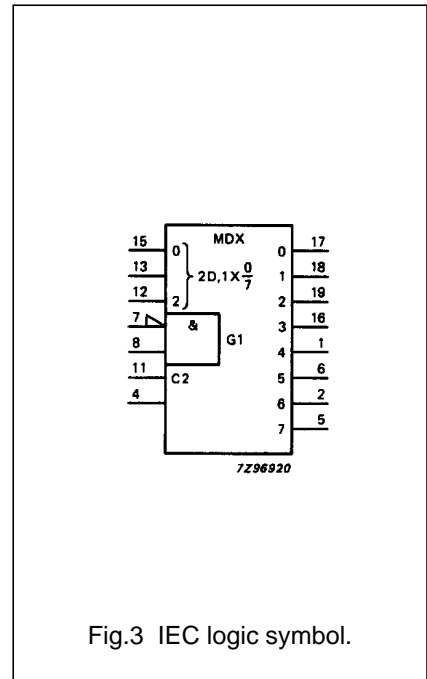 MDX
15 0 0 17
13 2D,1X 0/7 1 18
12 2 2 19
7 & 3 16
8 G1 4 1
11 C2 5 6
4 6 2
7 5
7Z96920
Fig.3 IEC logic symbol.